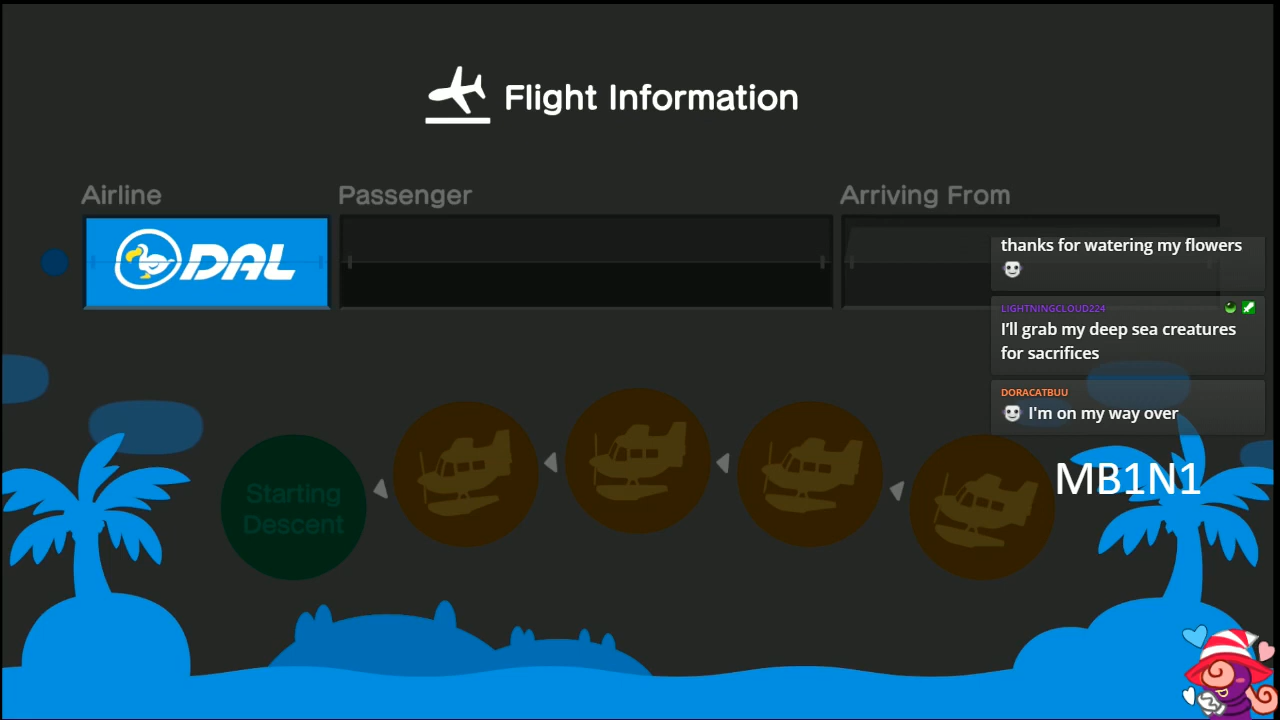 Flight Information
Airline
Passenger
Arriving From
DAL
thanks for watering my flowers
LIGHTNINGCLOUD224
I'll grab my deep sea creatures
for sacrifices
DORACATBUU
I'm on my way over
MB1N1
Starting
Descent